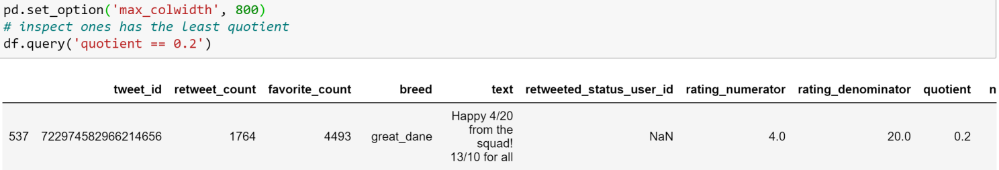 pd.set_option('max_colwidth', 800)
# inspect ones has the least quotient
df.query('quotient == 0.2')
tweet_id retweet_count favorite_count breed text retweeted_status_user_id rating_numerator rating_denominator quotient n
Happy 4/20
from the
537 722974582966214656 1764 4493 great_dane squad! NaN 4.0 20.0 0.2
13/10 for all